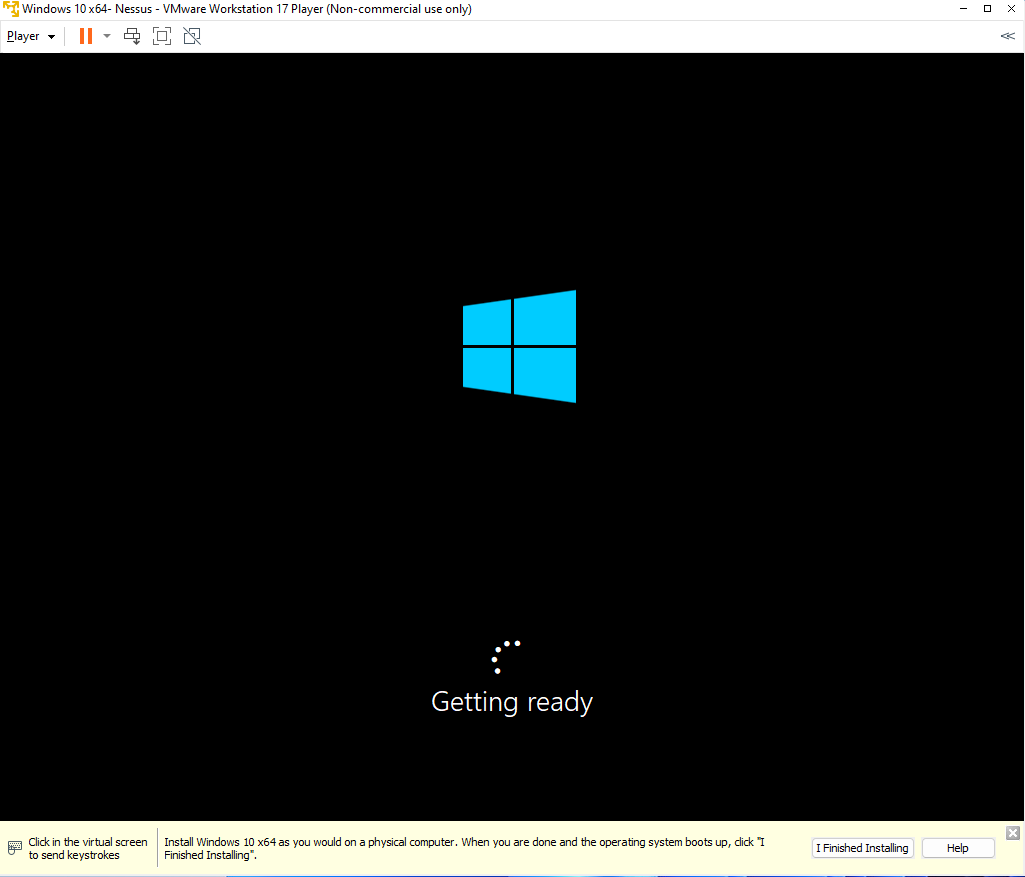 Windows 10 x64- Nessus - VMware Workstation 17 Player (Non-commercial use only)
Player
Getting ready
Click in the virtual screen
to send keystrokes
Install Windows 10 x64 as you would on a physical computer. When you are done and the operating system boots up, click "I
Finished Installing".
I Finished Installing
Help